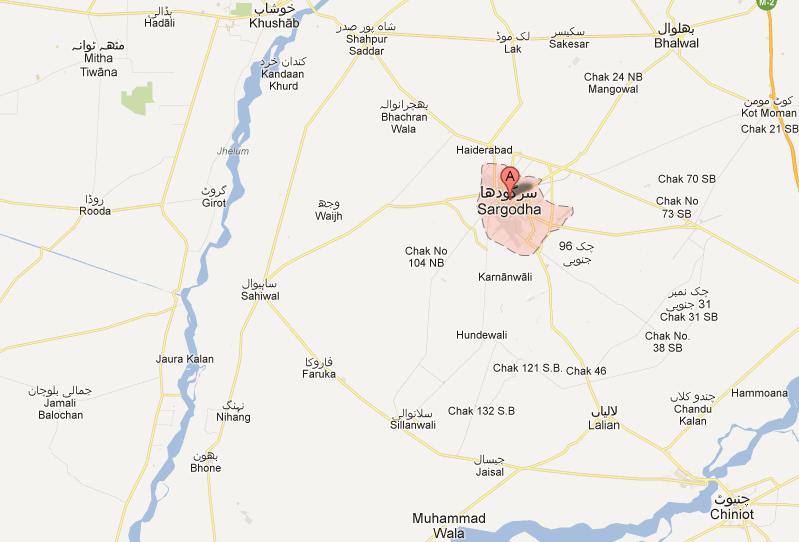 ہڈالی
Hadāli
خوشاب
Khushāb
شاہ پور صدر
Shahpur
Saddar
لک موڈ
Lak
سکیسر
Sakesar
بھلوال
Bhalwal
M-2
مٹھہ ٹوانہ
Mitha
Tiwāna
کندان خرد
Kandaan
Khurd
Chak 24 NB
Mangowal
بھجرانوالہ
Bhachran
Wala
کوٹ مومن
Kot Moman
Chak 21 SB
Haiderabad
Jhelum
A
سرگودھا
Sargodha
Chak 70 SB
Chak No
73 SB
روڈا
Rooda
گروٹ
Girot
وجھ
Waijh
Chak No
104 NB
چک 96
جنوبی
Karnānwāli
ساہیوال
Sahiwal
چک نمبر
31 جنوبی
Chak 31 SB
Hundewali
Chak No.
38 SB
Jaura Kalan
فاروکا
Faruka
Chak 121 S.B.
Chak 46
جمالی بلوچان
Jamali
Balochan
نہنگ
Nihang
سلانوالی
Sillanwali
Chak 132 S.B
لالیاں
Lalian
چندو کلاں
Chandu
Kalan
Hammoana
بھون
Bhone
جیسال
Jaisal
چنیوٹ
Chiniot
Muhammad
Wala